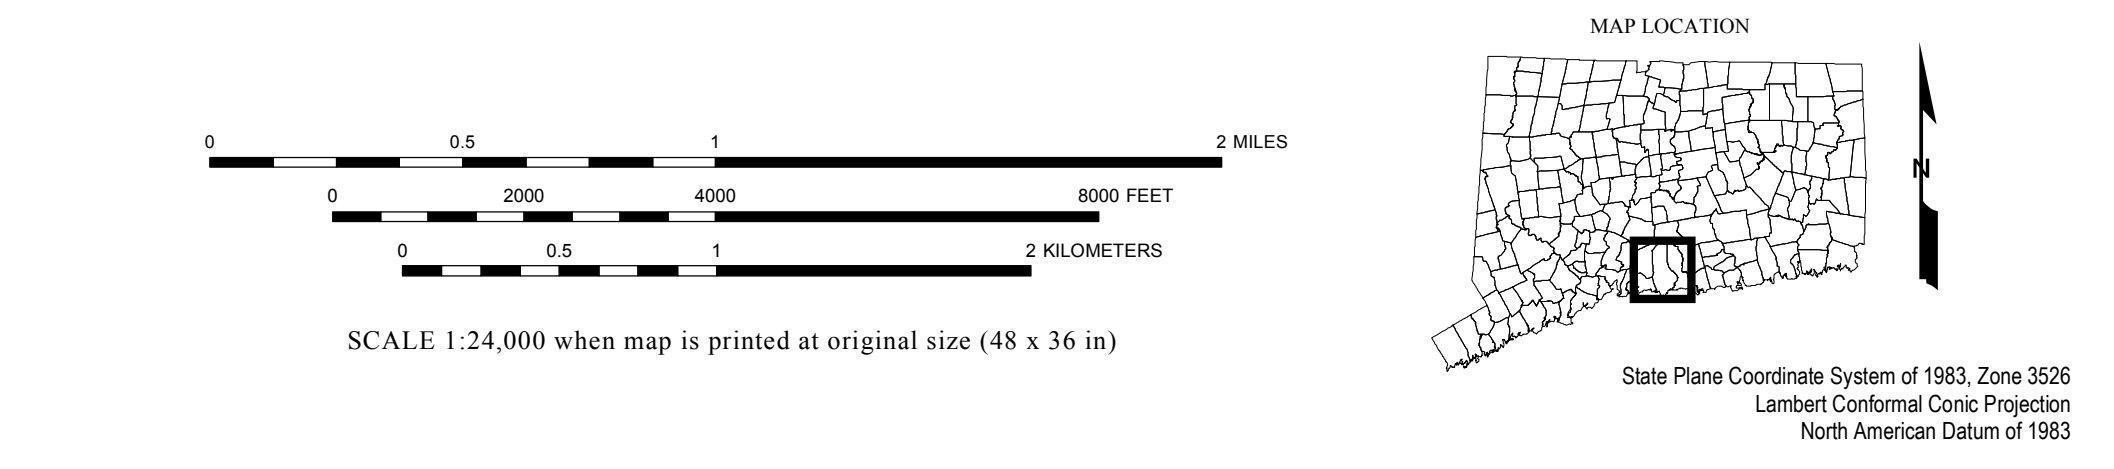 MAP LOCATION
0 0.5 1 2 MILES
0 2000 4000 8000 FEET
0 0.5 1 2 KILOMETERS
SCALE 1:24,000 when map is printed at original size (48 x 36 in)
N
State Plane Coordinate System of 1983, Zone 3526
Lambert Conformal Conic Projection
North American Datum of 1983